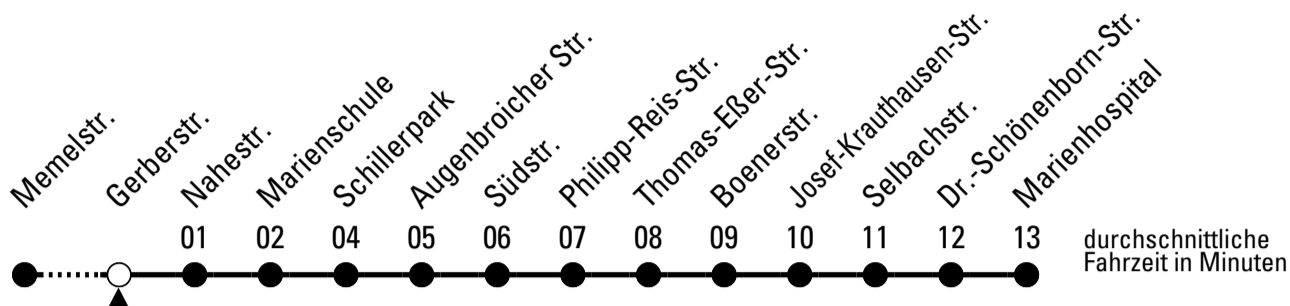 Memelstr.
Gerberstr.
Nahestr.
Marienschule
Schillerpark
Augenbroicher Str.
Südstr.
Philipp-Reis-Str.
Thomas-Eßer-Str.
Boenerstr.
Josef-Krauthausen-Str.
Selbachstr.
Dr.-Schönenborn-Str.
Marienhospital
01 02 04 05 06 07 08 09 10 11 12 13
durchschnittliche
Fahrzeit in Minuten